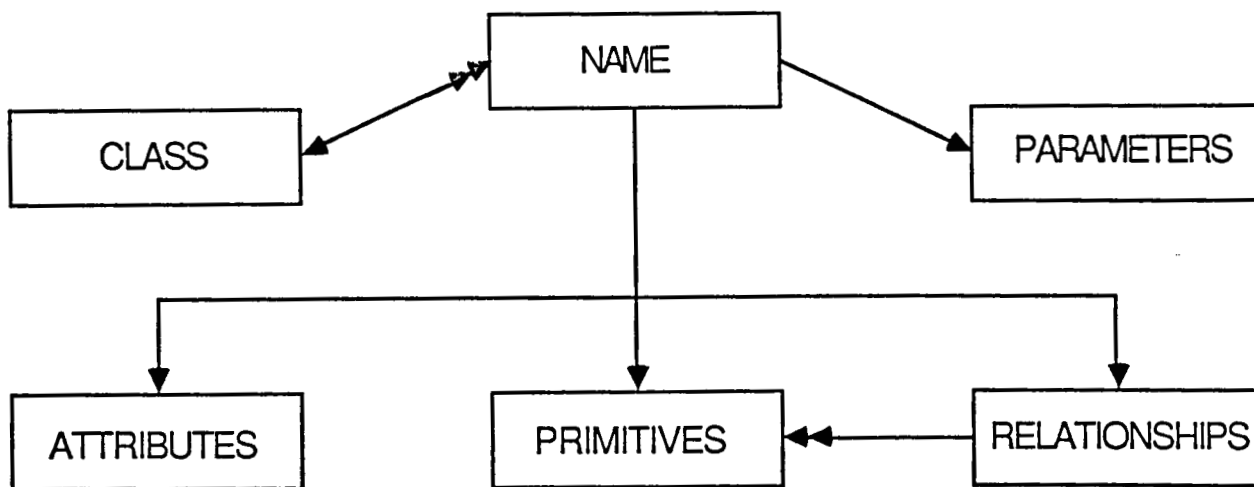 NAME
CLASS
PARAMETERS
ATTRIBUTES
PRIMITIVES
RELATIONSHIPS